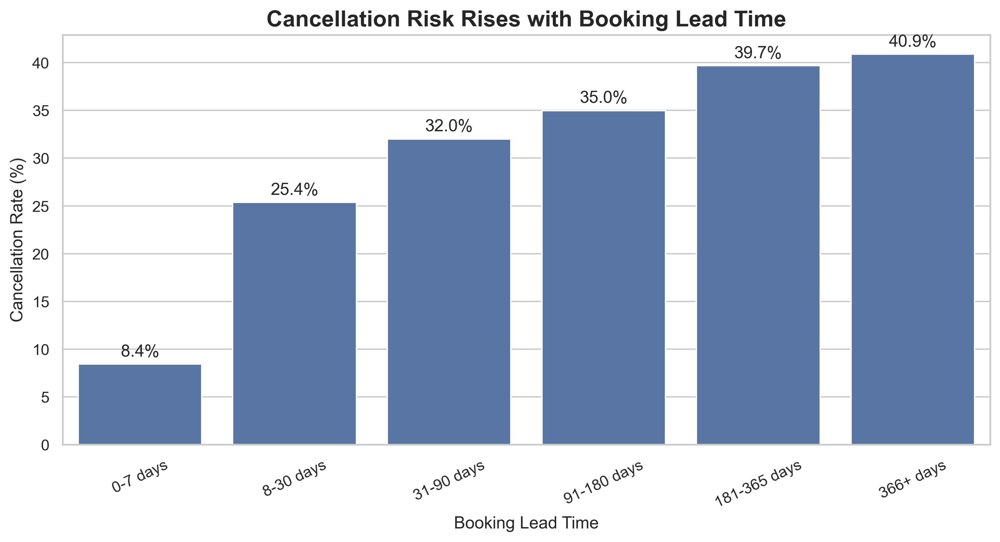 Cancellation Risk Rises with Booking Lead Time
Cancellation Rate (%)
40
35
30
25
20
15
10
5
0
8.4%
25.4%
32.0%
35.0%
39.7%
40.9%
0-7 days
8-30 days
31-90 days
91-180 days
181-365 days
366+ days
Booking Lead Time